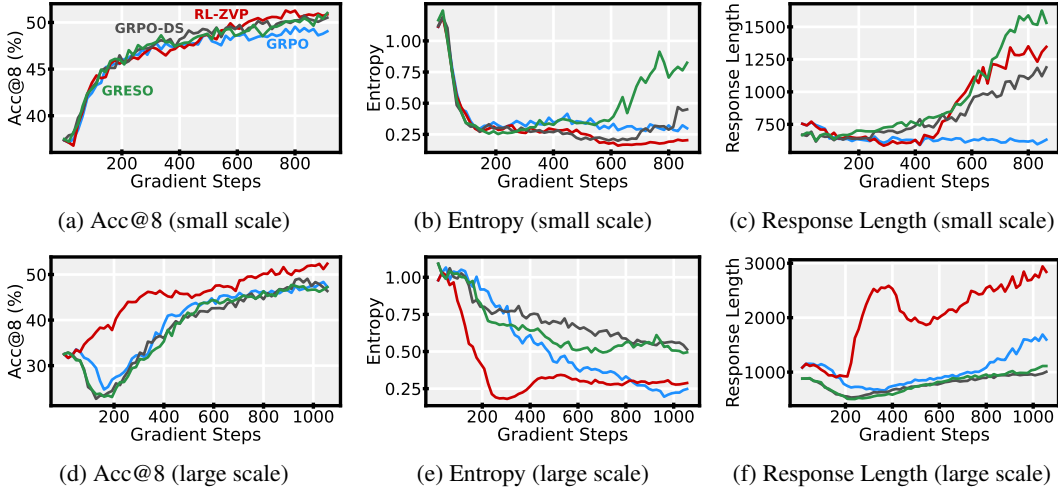 Acc@8 (%)
50
45
40
RL-ZVP
GRPO-DS
GRPO
GRESO
200 400 600 800
Gradient Steps
(a) Acc@8 (small scale)
Entropy
1.00
0.75
0.50
0.25
200 400 600 800
Gradient Steps
(b) Entropy (small scale)
Response Length
1500
1250
1000
750
200 400 600 800
Gradient Steps
(c) Response Length (small scale)
Acc@8 (%)
50
40
30
200 400 600 800 1000
Gradient Steps
(d) Acc@8 (large scale)
Entropy
1.00
0.75
0.50
0.25
200 400 600 800 1000
Gradient Steps
(e) Entropy (large scale)
Response Length
3000
2000
1000
200 400 600 800 1000
Gradient Steps
(f) Response Length (large scale)